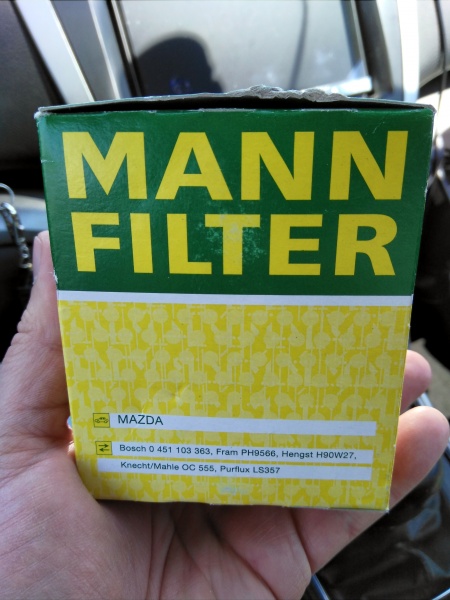 MANN
FILTER
MAZDA
Bosch 0 451 103 363, Fram PH9566, Hengst H90W27,
Knecht/Mahle OC 555, Purflux LS357